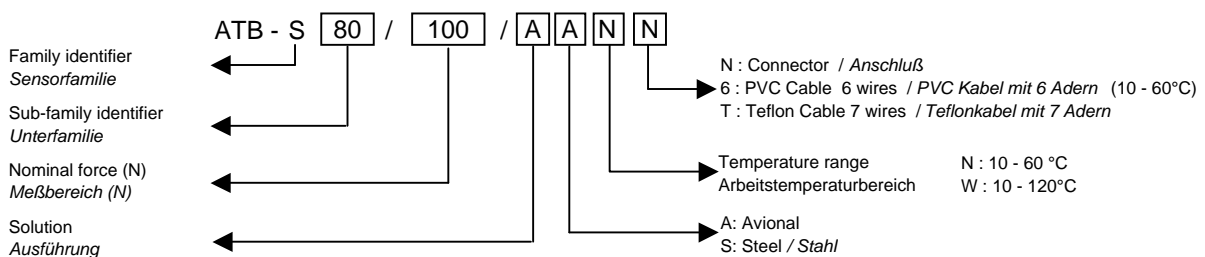 ATB - S 80 / 100 / A A N N
Family identifier
Sensorfamilie
Sub-family identifier
Unterfamilie
Nominal force (N)
Meßbereich (N)
Solution
Ausführung
N : Connector / Anschluß
6 : PVC Cable 6 wires / PVC Kabel mit 6 Adern (10 - 60°C)
T : Teflon Cable 7 wires / Teflonkabel mit 7 Adern
Temperature range N : 10 - 60 °C
Arbeitstemperaturbereich W : 10 - 120°C
A: Avional
S: Steel / Stahl